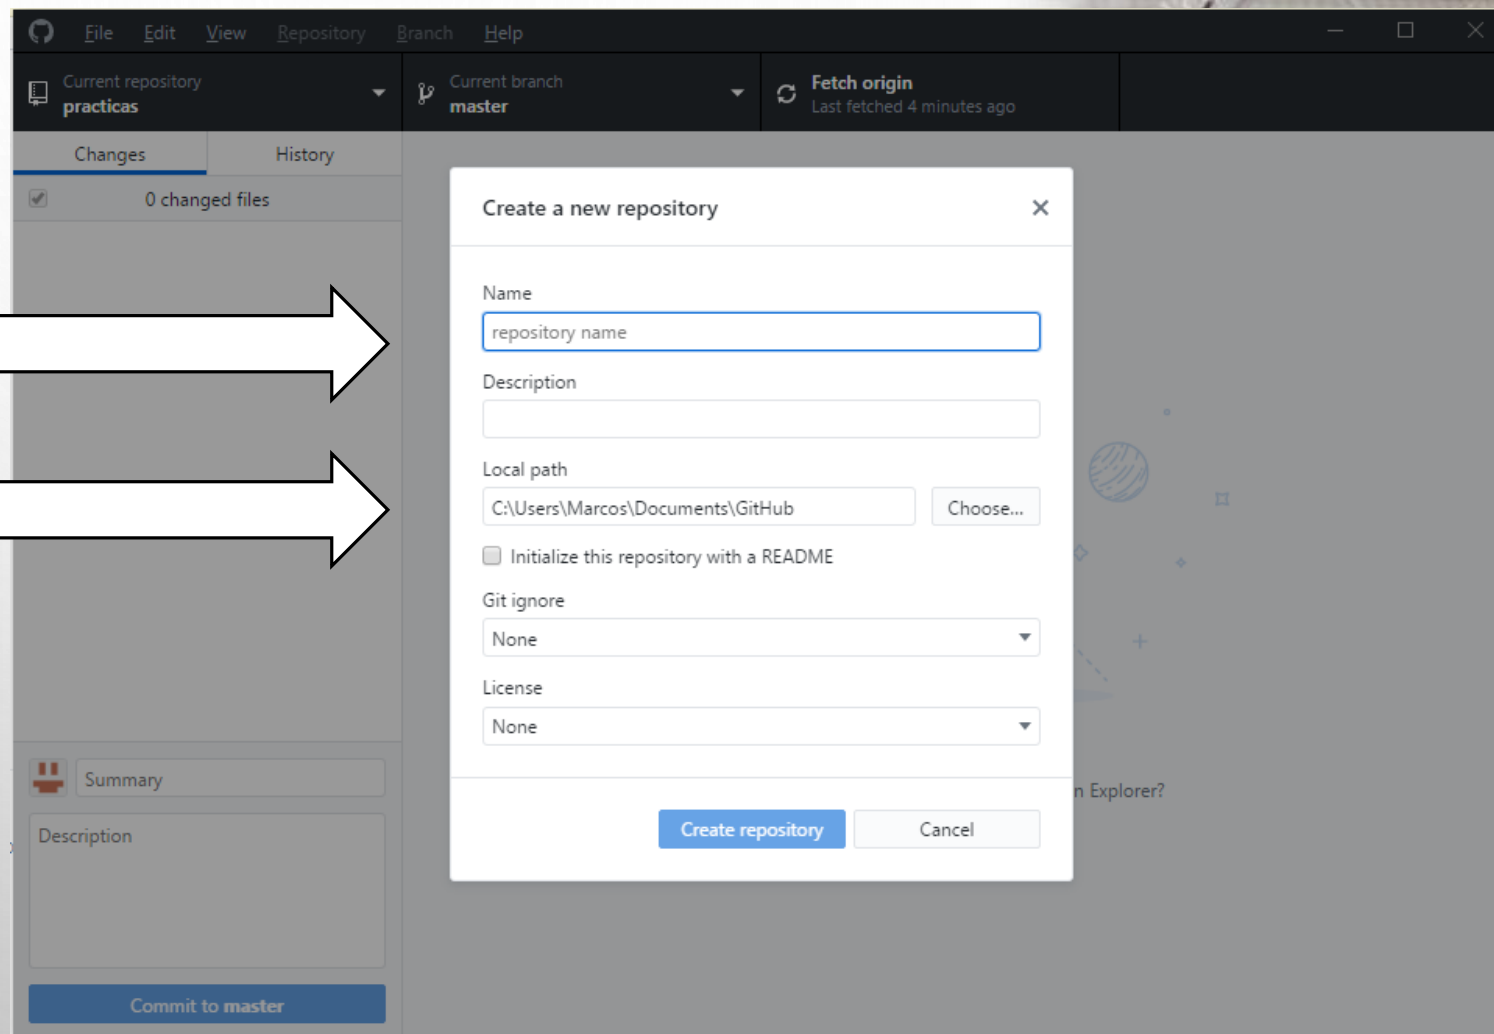 File Edit View Repository Branch Help
Current repository
practicas
Current branch
master
Fetch origin
Last fetched 4 minutes ago
Changes History
0 changed files
Create a new repository
Name
repository name
Description
Local path
C:\Users\Marcos\Documents\GitHub Choose...
Initialize this repository with a README
Git ignore
None
License
None
n Explorer?
Create repository Cancel
Summary
Description
Commit to master